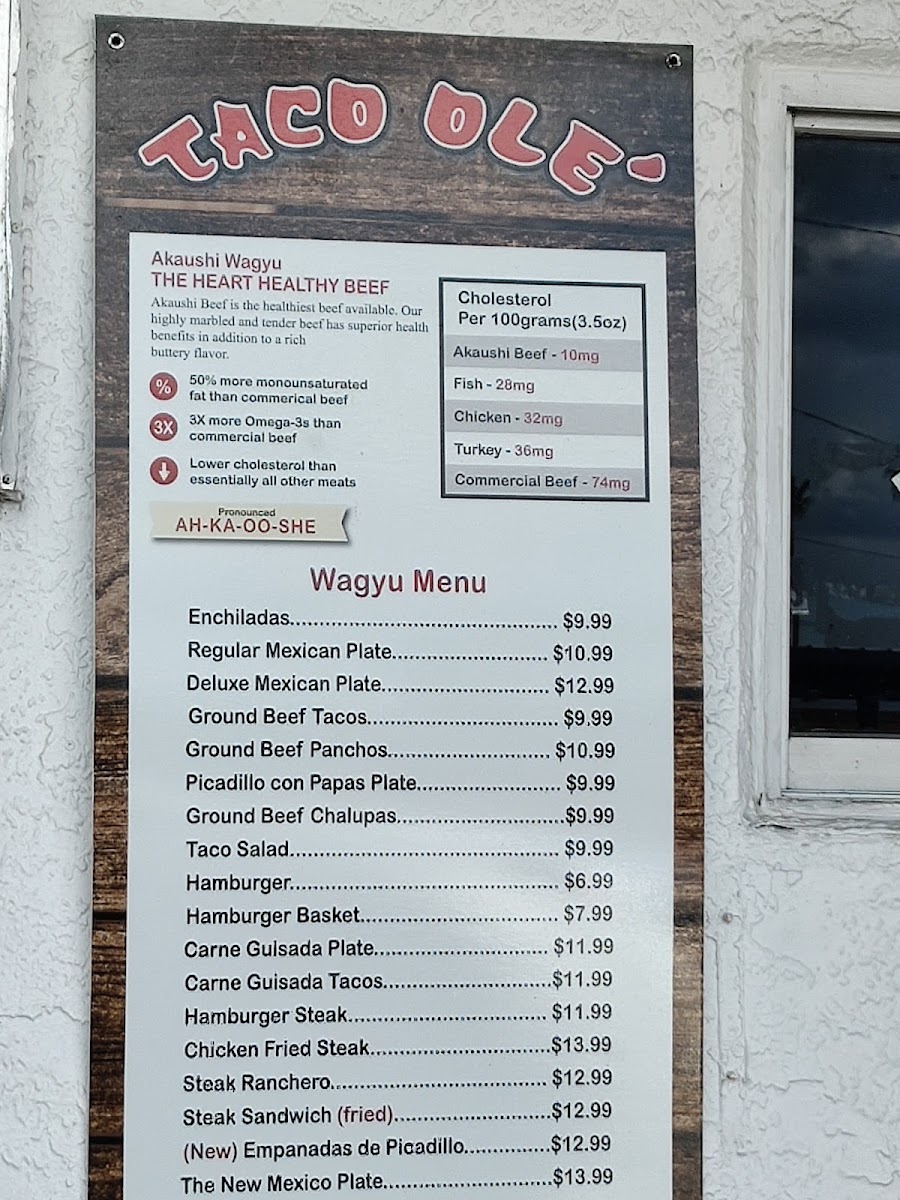 TACO OLE'
Akaushi Wagyu
THE HEART HEALTHY BEEF
Akaushi Beef is the healthiest beef available. Our
highly marbled and tender beef has superior health
benefits in addition to a rich
buttery flavor.
% 50% more monounsaturated
fat than commerical beef
3X 3X more Omega-3s than
commercial beef
Lower cholesterol than
essentially all other meats
Pronounced
AH-KA-OO-SHE
Cholesterol
Per 100grams(3.5oz)
Akaushi Beef - 10mg
Fish - 28mg
Chicken - 32mg
Turkey - 36mg
Commercial Beef - 74mg
Wagyu Menu
Enchiladas............................................ $9.99
Regular Mexican Plate.......................... $10.99
Deluxe Mexican Plate............................ $12.99
Ground Beef Tacos................................ $9.99
Ground Beef Panchos........................... $10.99
Picadillo con Papas Plate........................ $9.99
Ground Beef Chalupas............................$9.99
Taco Salad............................................. $9.99
Hamburger............................................. $6.99
Hamburger Basket................................. $7.99
Carne Guisada Plate............................. $11.99
Carne Guisada Tacos............................$11.99
Hamburger Steak................................. $11.99
Chicken Fried Steak..............................$13.99
Steak Ranchero.................................... $12.99
Steak Sandwich (fried)..........................$12.99
(New) Empanadas de Picadillo..............$12.99
The New Mexico Plate............................$13.99